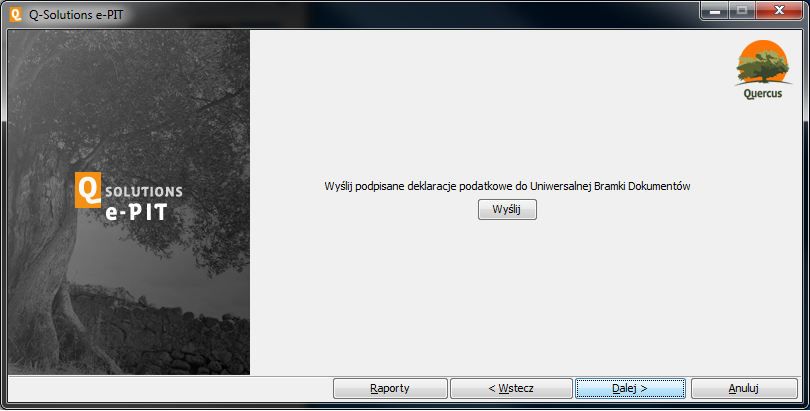 Q-Solutions e-PIT
Quercus
Q SOLUTIONS
e-PIT
Wyślij podpisane deklaracje podatkowe do Uniwersalnej Bramki Dokumentów
Wyślij
Raporty
< Wstecz
Dalej >
Anuluj